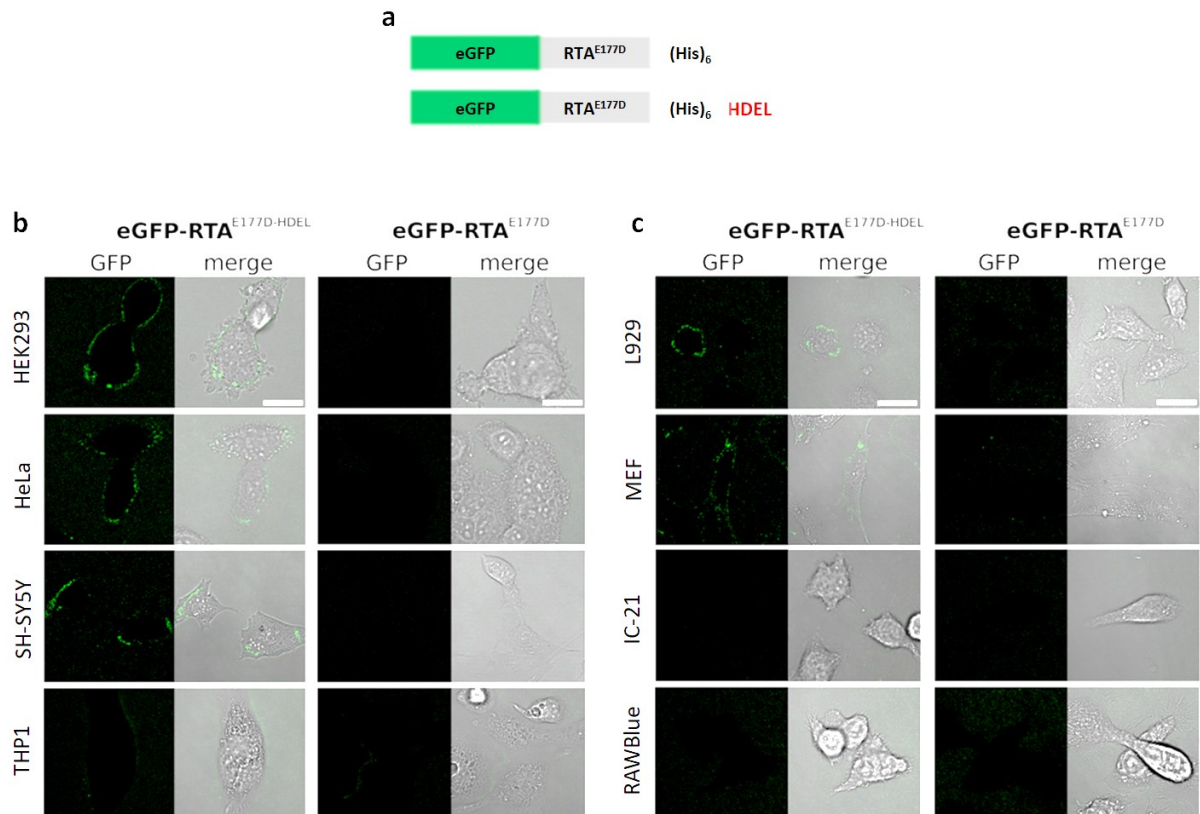 a
eGFP RTA^E177D (His)₆
eGFP RTA^E177D (His)₆ HDEL
b
eGFP-RTA^E177D-HDEL eGFP-RTA^E177D
GFP merge GFP merge
HEK293
HeLa
SH-SY5Y
THP1
c
eGFP-RTA^E177D-HDEL eGFP-RTA^E177D
GFP merge GFP merge
L929
MEF
IC-21
RAWBlue